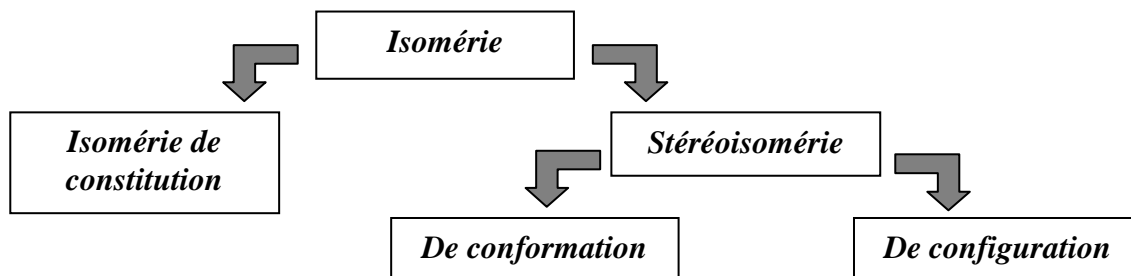 Isomérie
Isomérie de
constitution
Stéréoisomérie
De conformation
De configuration